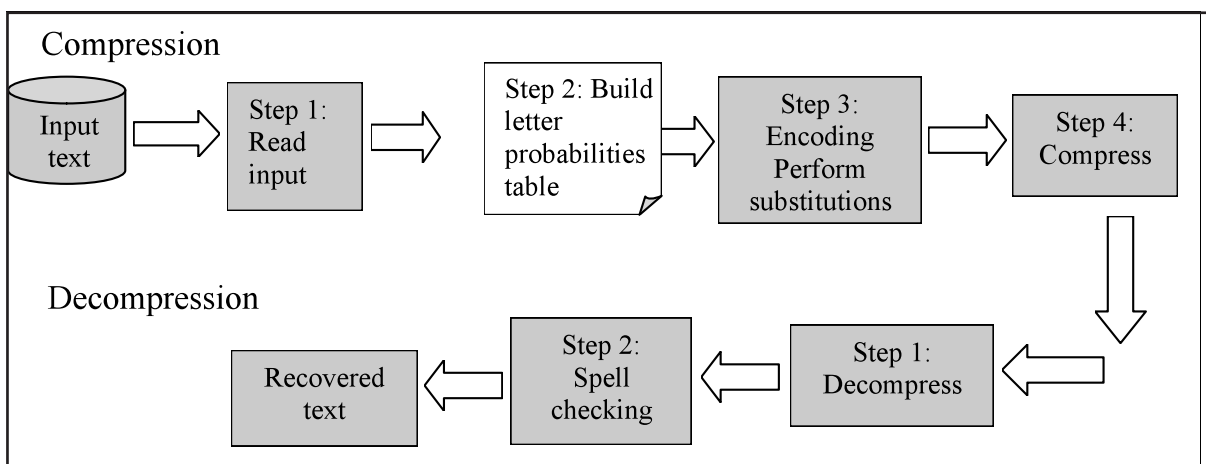 Compression
Input
text
Step 1:
Read
input
Step 2: Build
letter
probabilities
table
Step 3:
Encoding
Perform
substitutions
Step 4:
Compress
Decompression
Step 1:
Decompress
Step 2:
Spell
checking
Recovered
text